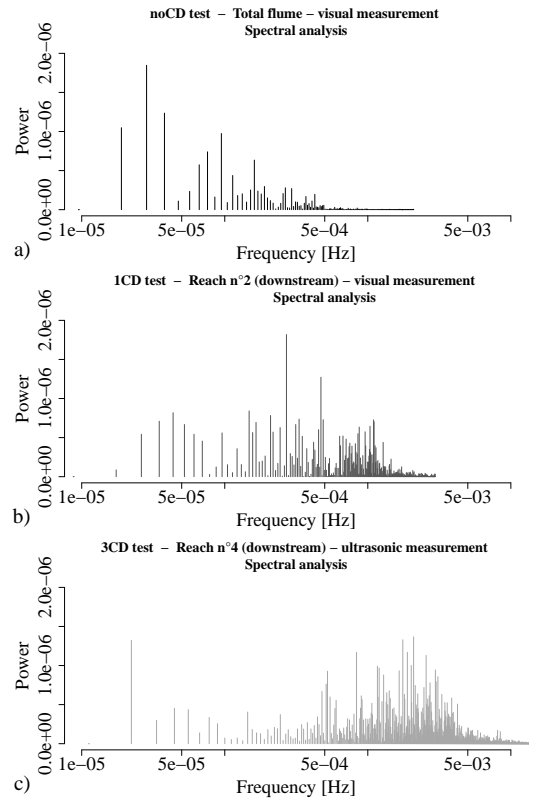 noCD test – Total flume – visual measurement
Spectral analysis
Power
0.0e+00 1.0e−06 2.0e−06
1e−05 5e−05 5e−04 5e−03
Frequency [Hz]
a)
1CD test – Reach n°2 (downstream) – visual measurement
Spectral analysis
Power
0.0e+00 1.0e−06 2.0e−06
1e−05 5e−05 5e−04 5e−03
Frequency [Hz]
b)
3CD test – Reach n°4 (downstream) – ultrasonic measurement
Spectral analysis
Power
0.0e+00 1.0e−06 2.0e−06
1e−05 5e−05 5e−04 5e−03
Frequency [Hz]
c)